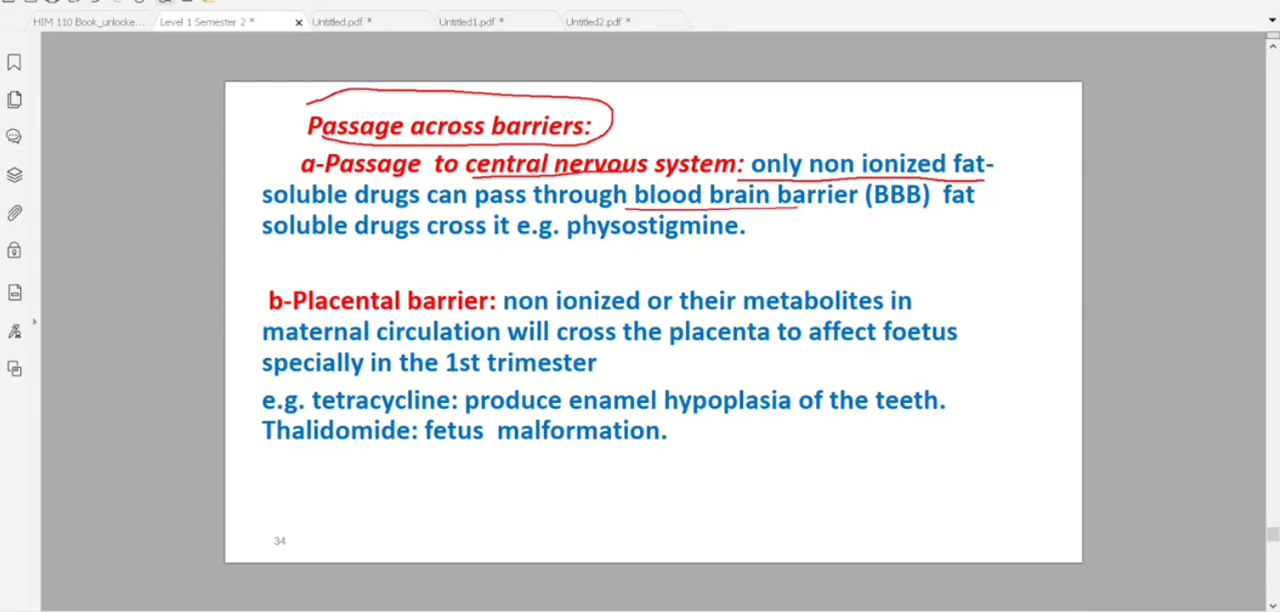 HIM 110 Book_unlocke... Level 1 Semester 2 * Untitled.pdf * Untitled1.pdf * Untitled2.pdf *
Passage across barriers:
a-Passage to central nervous system: only non ionized fat-
soluble drugs can pass through blood brain barrier (BBB) fat
soluble drugs cross it e.g. physostigmine.
b-Placental barrier: non ionized or their metabolites in
maternal circulation will cross the placenta to affect foetus
specially in the 1st trimester
e.g. tetracycline: produce enamel hypoplasia of the teeth.
Thalidomide: fetus malformation.
34